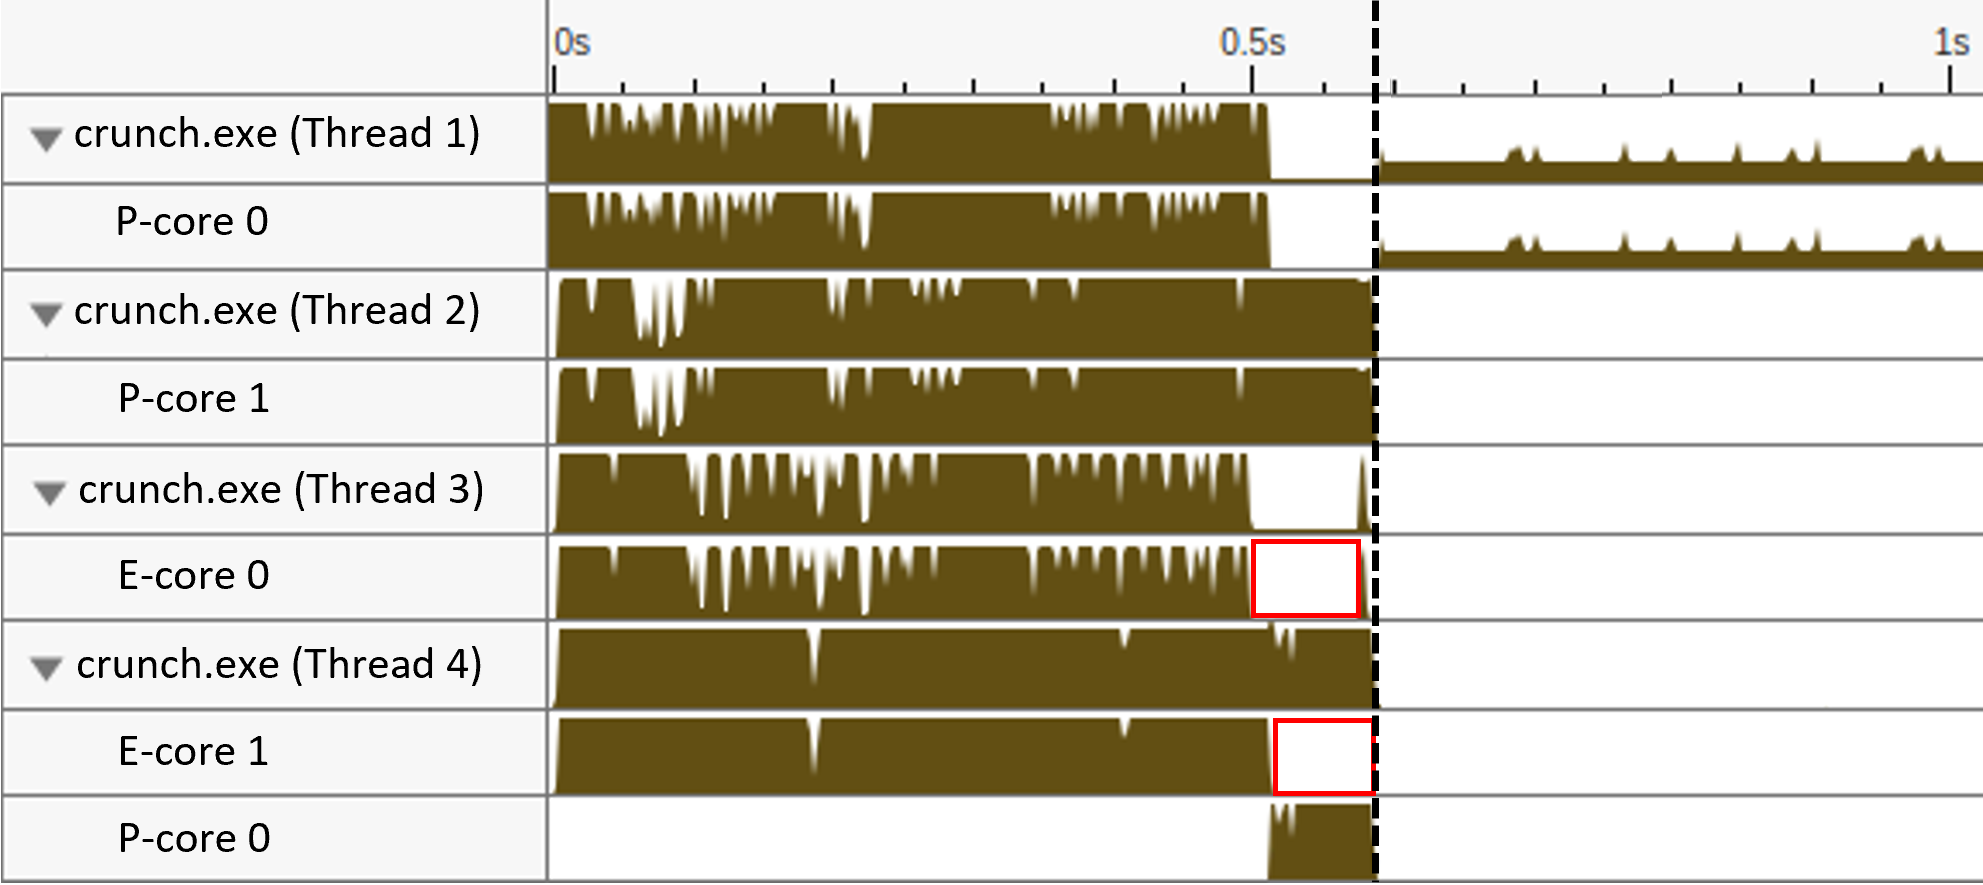 0s 0.5s 1s
crunch.exe (Thread 1)
P-core 0
crunch.exe (Thread 2)
P-core 1
crunch.exe (Thread 3)
E-core 0
crunch.exe (Thread 4)
E-core 1
P-core 0